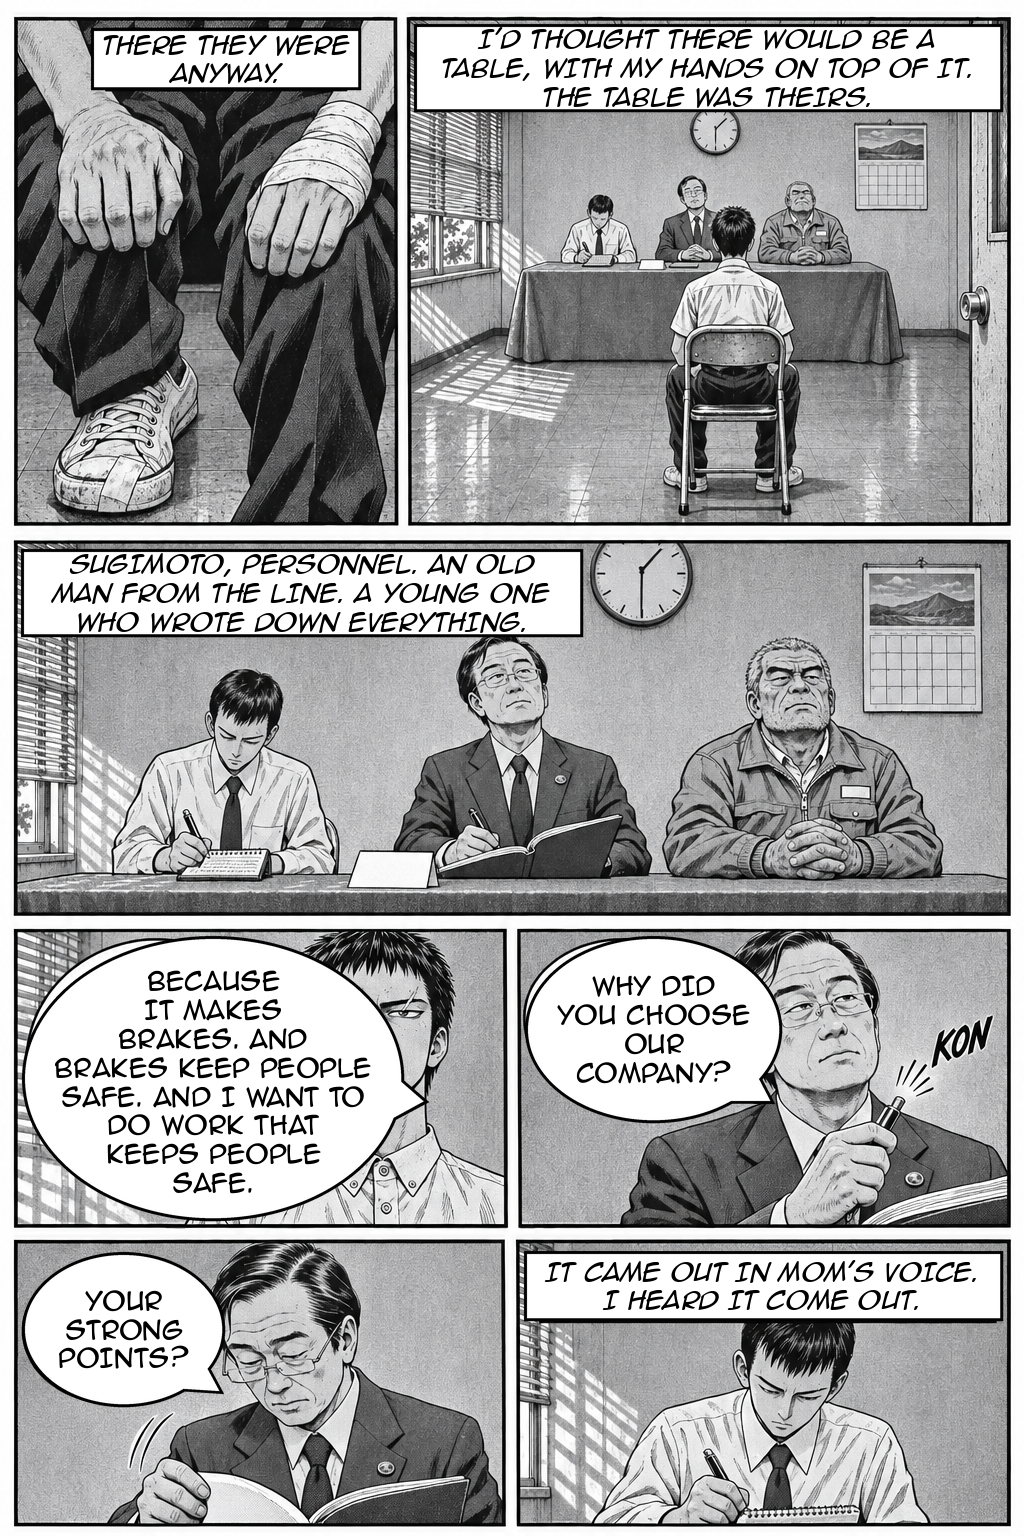 I'D THOUGHT THERE WOULD BE A
TABLE, WITH MY HANDS ON TOP OF IT.
THE TABLE WAS THEIRS.
THERE THEY WERE
ANYWAY.
SUGIMOTO, PERSONNEL. AN OLD
MAN FROM THE LINE. A YOUNG ONE
WHO WROTE DOWN EVERYTHING.
WHY DID
YOU CHOOSE
OUR
COMPANY?
KON
BECAUSE
IT MAKES
BRAKES. AND
BRAKES KEEP PEOPLE
SAFE. AND I WANT TO
DO WORK THAT
KEEPS PEOPLE
SAFE.
IT CAME OUT IN MOM'S VOICE.
I HEARD IT COME OUT.
YOUR
STRONG
POINTS?